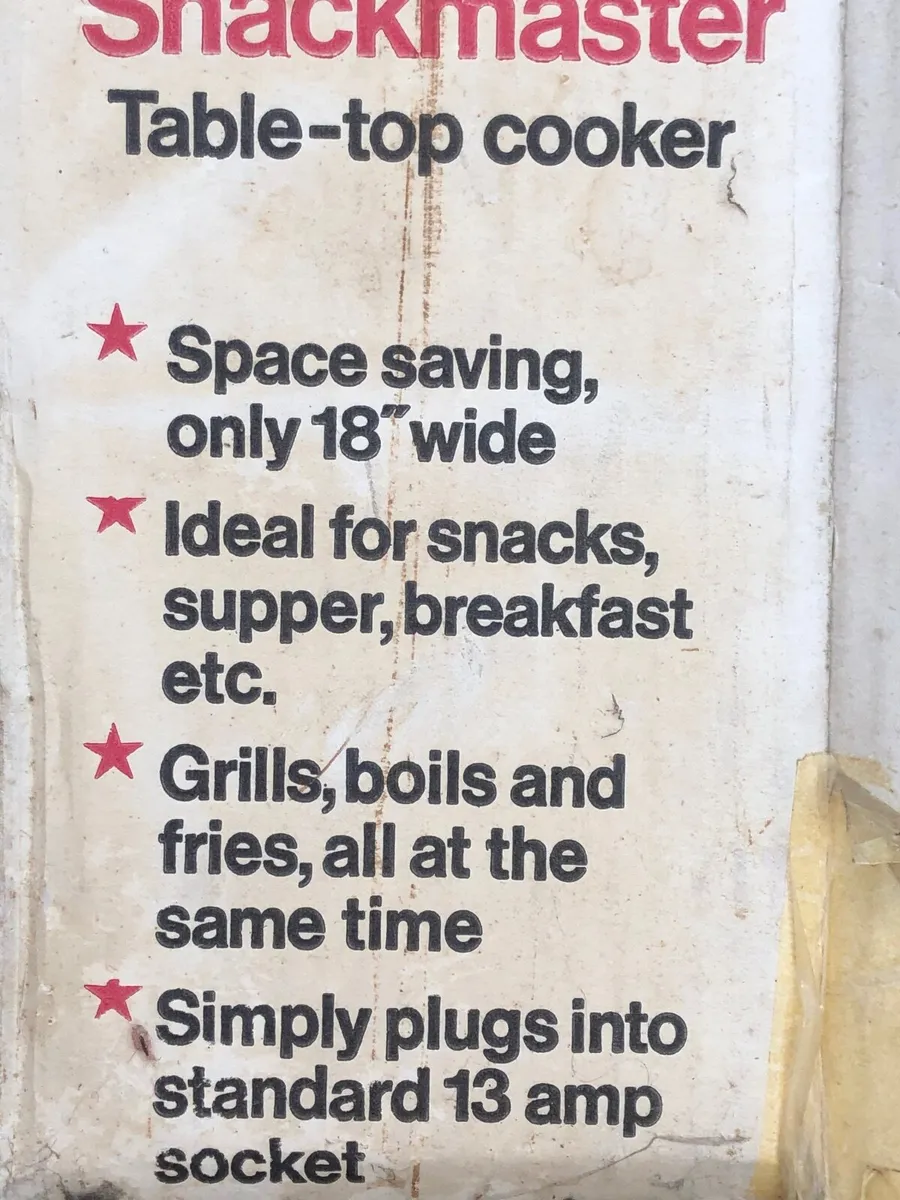 Snackmaster
Table-top cooker
★ Space saving,
only 18″ wide
★ Ideal for snacks,
supper, breakfast
etc.
★ Grills, boils and
fries, all at the
same time
★ Simply plugs into
standard 13 amp
socket